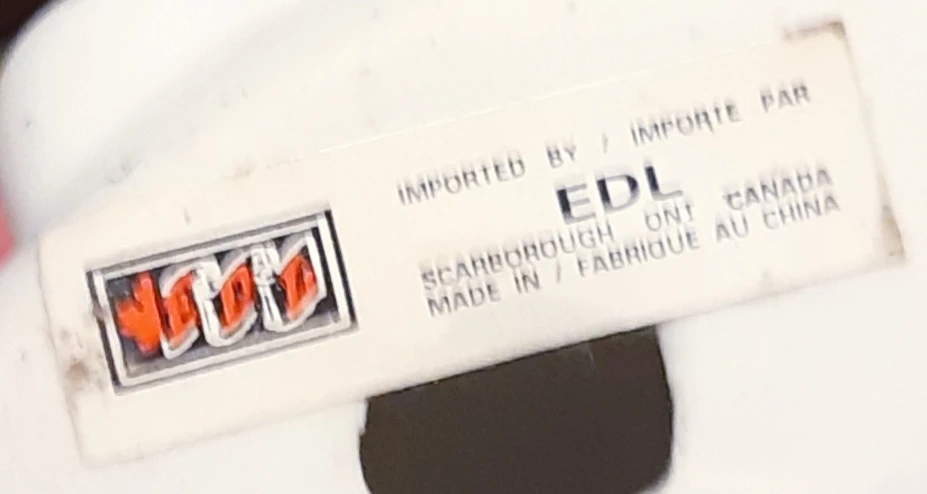 IMPORTED BY / IMPORTE PAR
EDL
SCARBOROUGH ONT CANADA
MADE IN / FABRIQUE AU CHINA